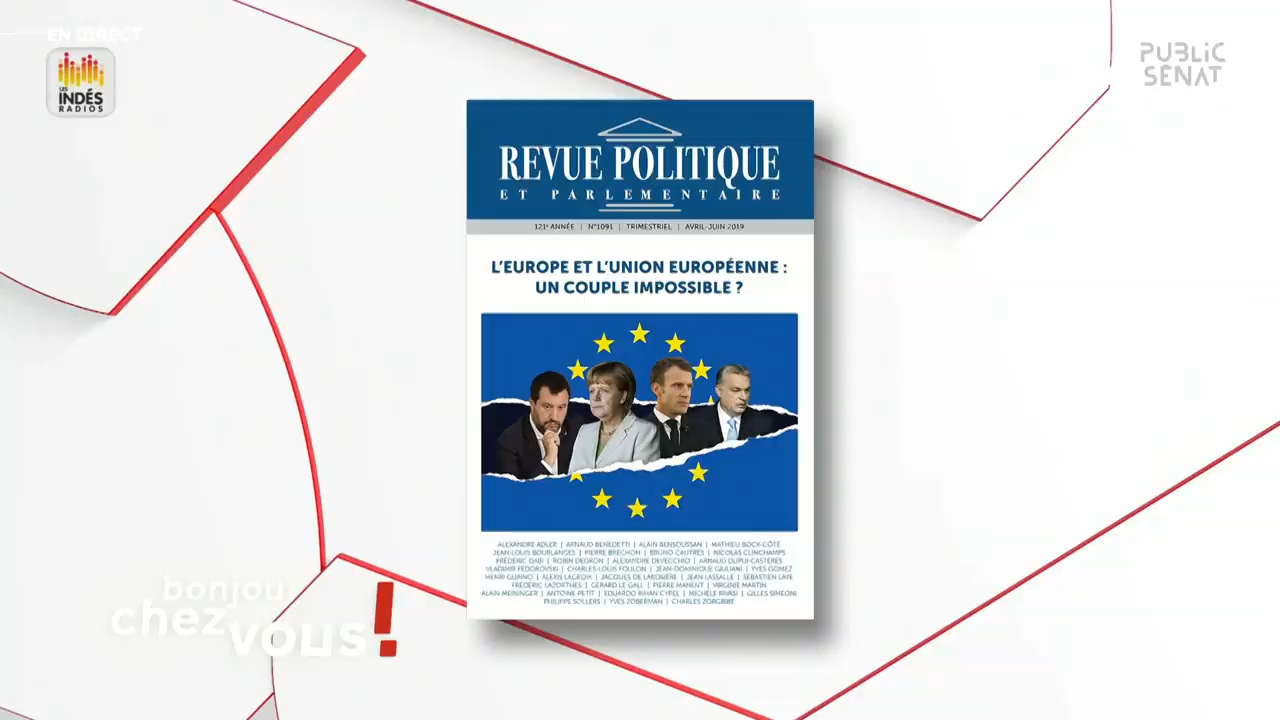 EN DIRECT
LES
INDÉS
RADIOS
PUBLIC
SÉNAT
REVUE POLITIQUE
ET PARLEMENTAIRE
121e ANNÉE | N°1091 | TRIMESTRIEL | AVRIL-JUIN 2019
L'EUROPE ET L'UNION EUROPÉENNE :
UN COUPLE IMPOSSIBLE ?
ALEXANDRE ADLER | ARNAUD BENEDETTI | ALAIN BENSOUSSAN | MATHIEU BOCK-CÔTÉ
JEAN-LOUIS BOURLANGES | PIERRE BRÉCHON | BRUNO CAUTRÈS | NICOLAS CLINCHAMPS
FRÉDÉRIC DABI | ROBIN DEGRON | ALEXANDRE DEVECCHIO | ARNAUD DUPUI-CASTÉRÈS
VLADIMIR FÉDOROVSKI | CHARLES-LOUIS FOULON | JEAN-DOMINIQUE GIULIANI | YVES GOMEZ
HENRI GUAINO | ALEXIS LACROIX | JACQUES DE LAROSIÈRE | JEAN LASSALLE | SÉBASTIEN LAYE
FRÉDÉRIC LAZORTHES | GÉRARD LE GALL | PIERRE MANENT | VIRGINIE MARTIN
ALAIN MEININGER | ANTOINE PETIT | EDUARDO RIHAN CYPEL | MICHÈLE RIVASI | GILLES SIMEONI
PHILIPPE SOLLERS | YVES ZOBERMAN | CHARLES ZORGBIBE
bonjou
chez
vous!